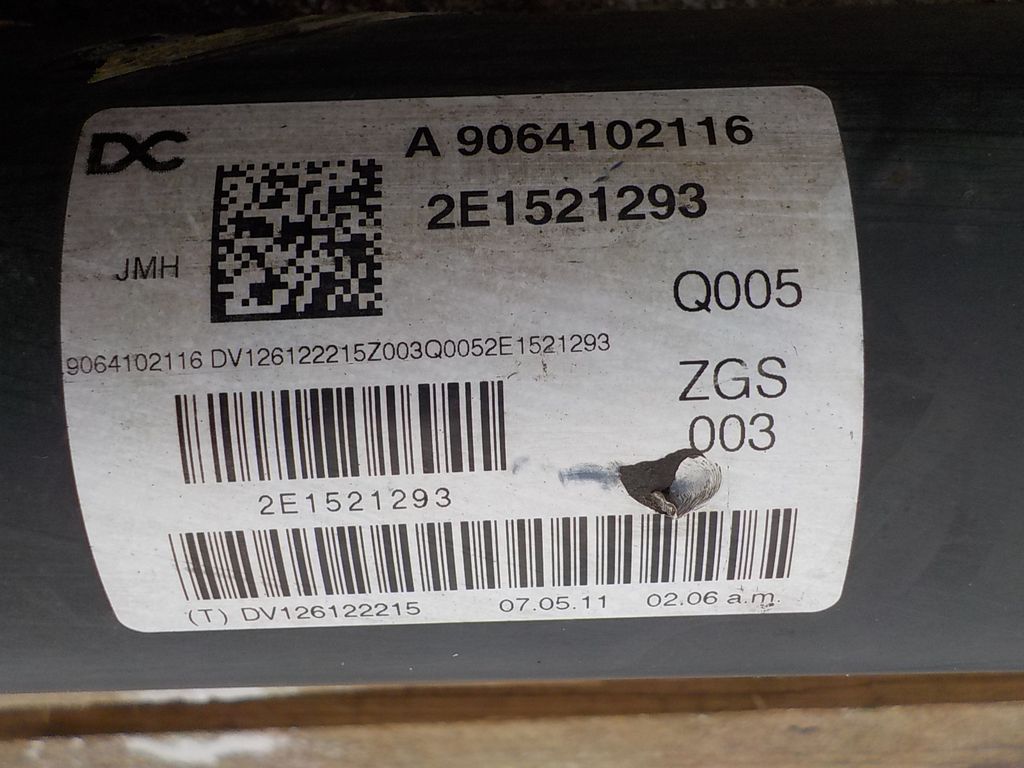 DC
A 9064102116
2E1521293
JMH
Q005
9064102116 DV126122215Z003Q0052E1521293
ZGS
003
2E1521293
(T) DV126122215 07.05.11 02.06 a.m.